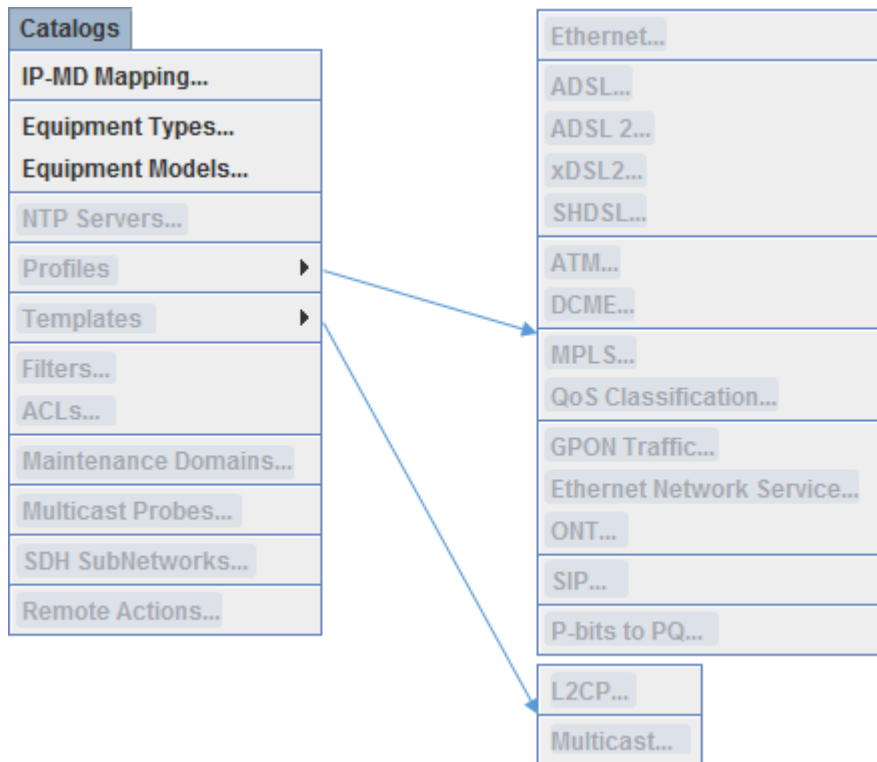 Catalogs
IP-MD Mapping...
Equipment Types...
Equipment Models...
NTP Servers...
Profiles
Templates
Filters...
ACLs...
Maintenance Domains...
Multicast Probes...
SDH SubNetworks...
Remote Actions...
Ethernet...
ADSL...
ADSL 2...
xDSL2...
SHDSL...
ATM...
DCME...
MPLS...
QoS Classification...
GPON Traffic...
Ethernet Network Service...
ONT...
SIP...
P-bits to PQ...
L2CP...
Multicast...